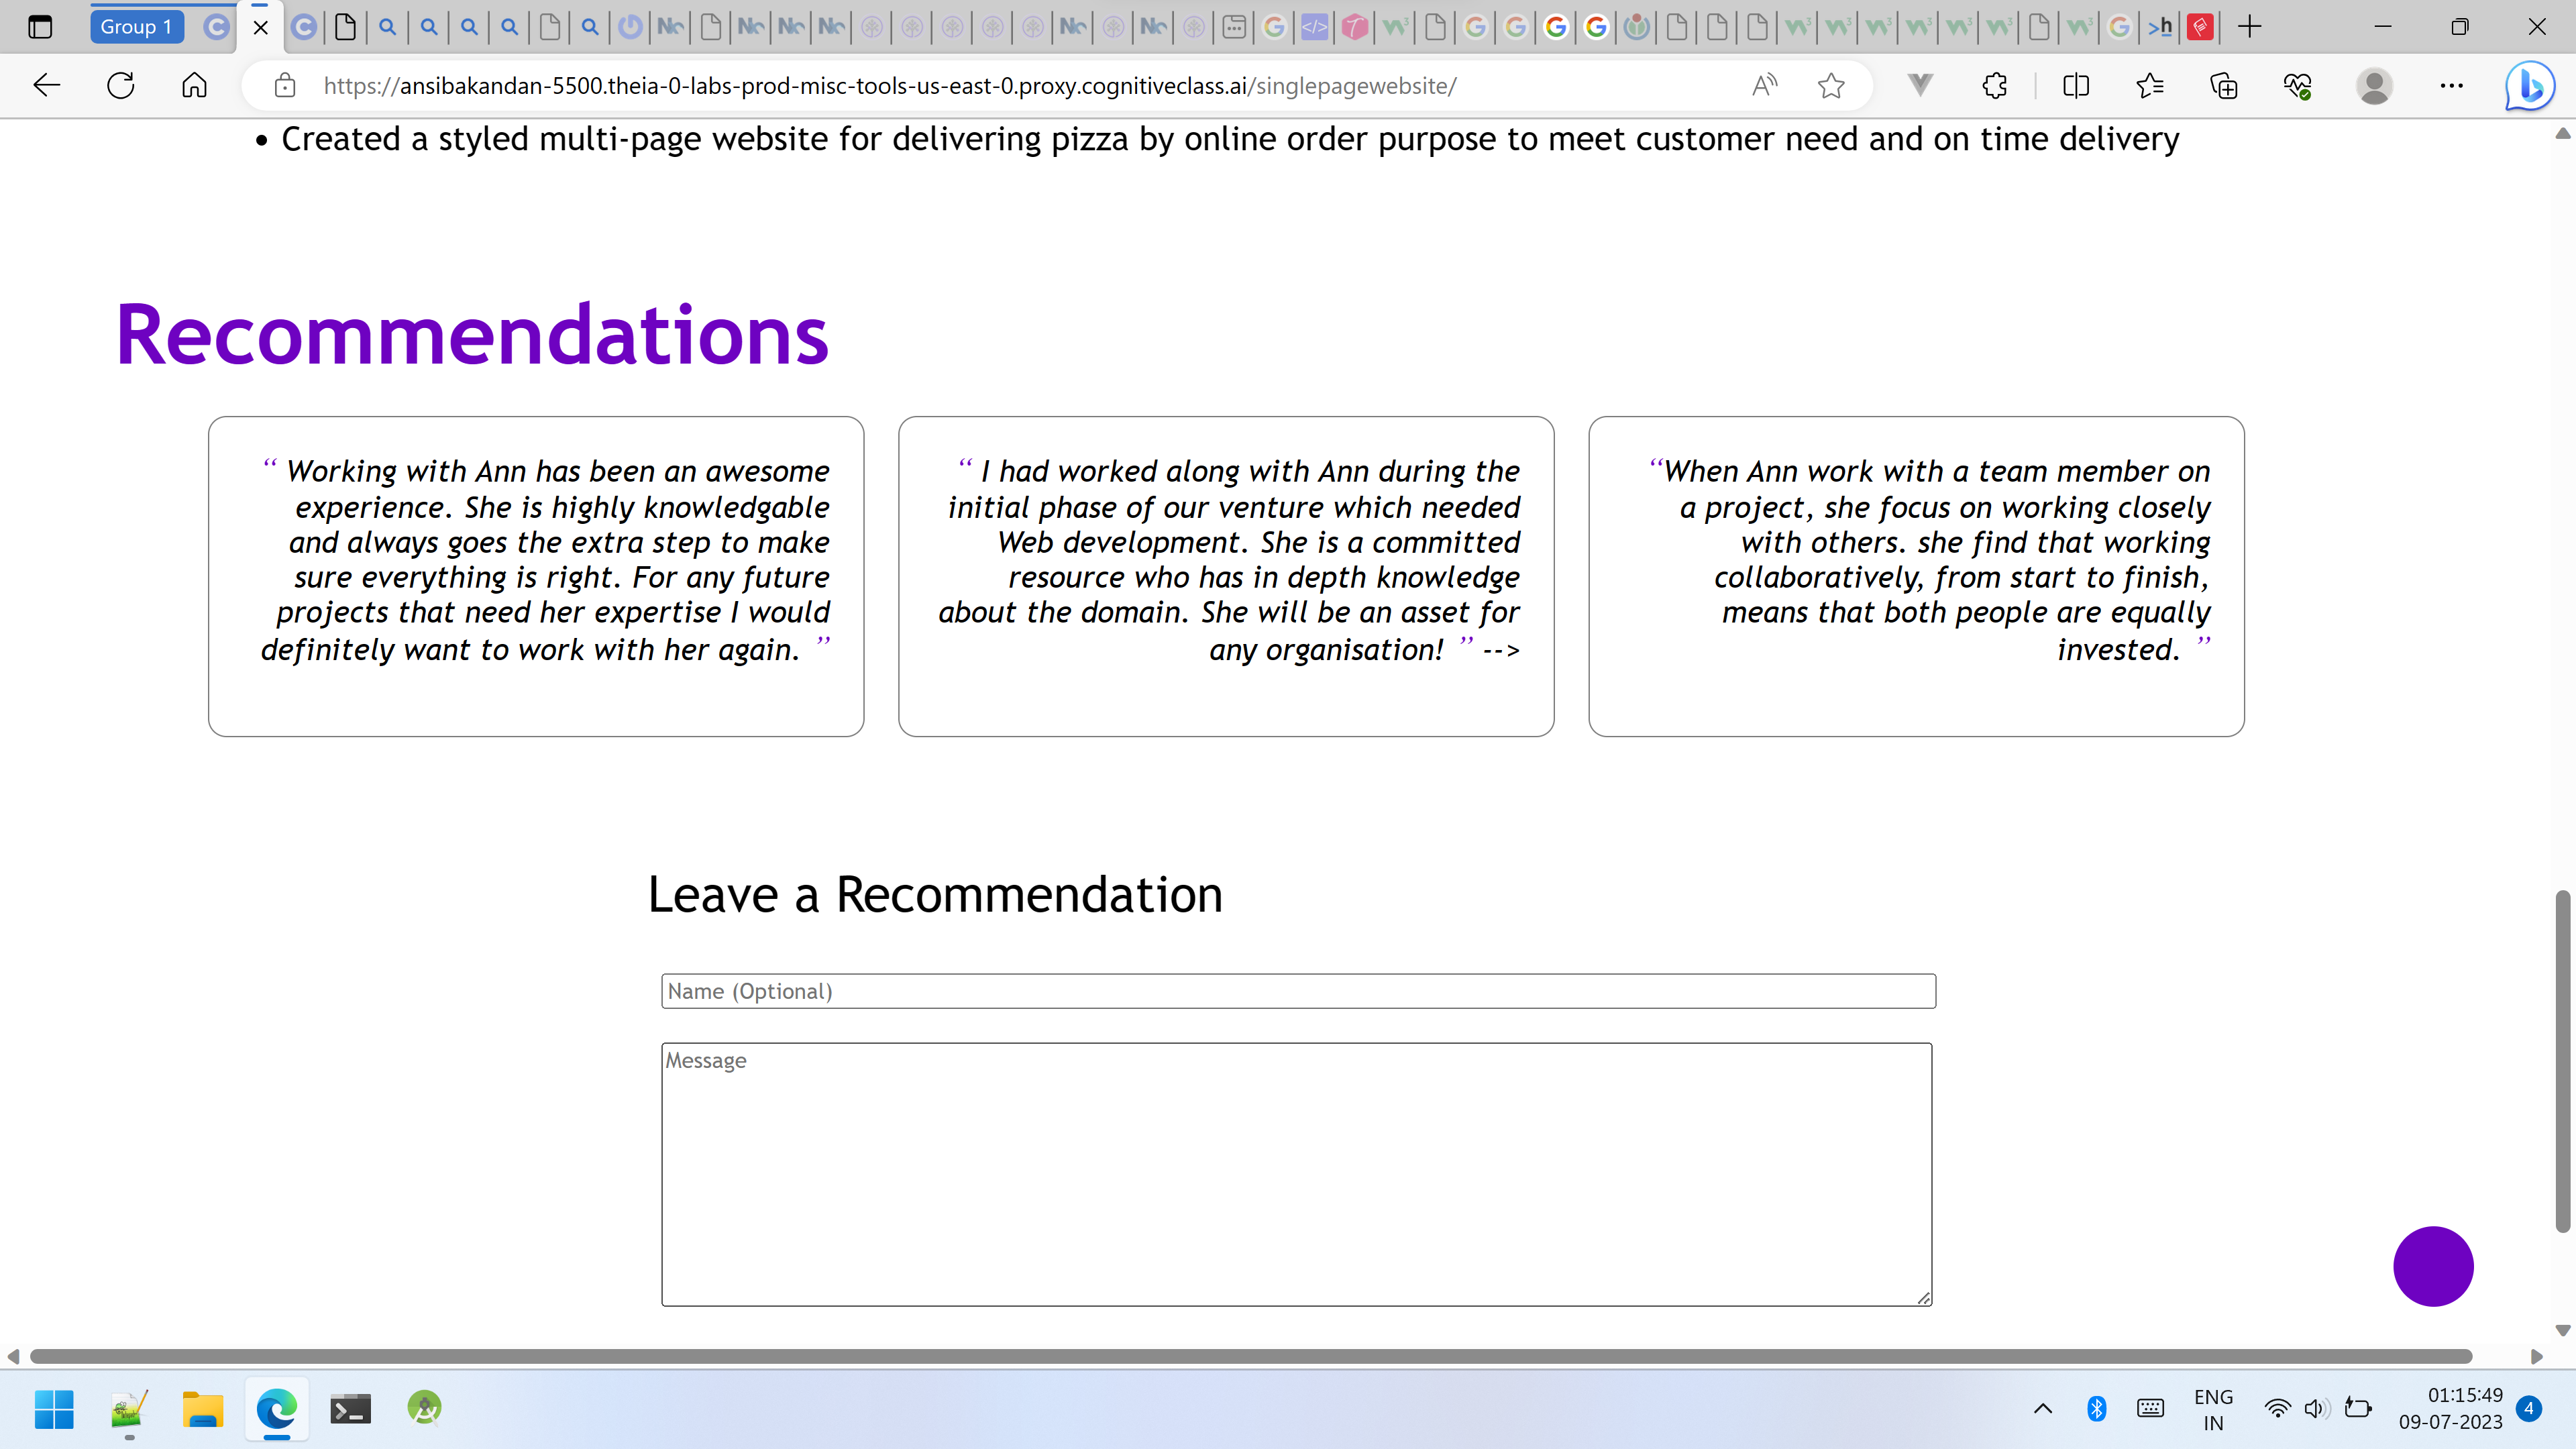 Group 1
https://ansibakandan-5500.theia-0-labs-prod-misc-tools-us-east-0.proxy.cognitiveclass.ai/singlepagewebsite/
• Created a styled multi-page website for delivering pizza by online order purpose to meet customer need and on time delivery
Recommendations
“ Working with Ann has been an awesome
experience. She is highly knowledgable
and always goes the extra step to make
sure everything is right. For any future
projects that need her expertise I would
definitely want to work with her again. ”
“ I had worked along with Ann during the
initial phase of our venture which needed
Web development. She is a committed
resource who has in depth knowledge
about the domain. She will be an asset for
any organisation! ” -->
“When Ann work with a team member on
a project, she focus on working closely
with others. she find that working
collaboratively, from start to finish,
means that both people are equally
invested. ”
Leave a Recommendation
Name (Optional)
Message
ENG
IN
01:15:49
09-07-2023
4